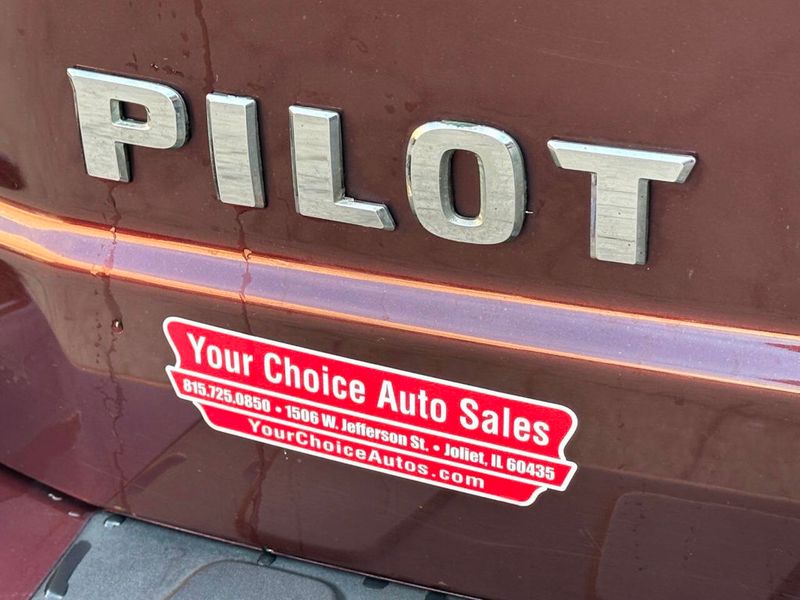 PILOT
Your Choice Auto Sales
815.725.0850 • 1506 W. Jefferson St. • Joliet, IL 60435
YourChoiceAutos.com